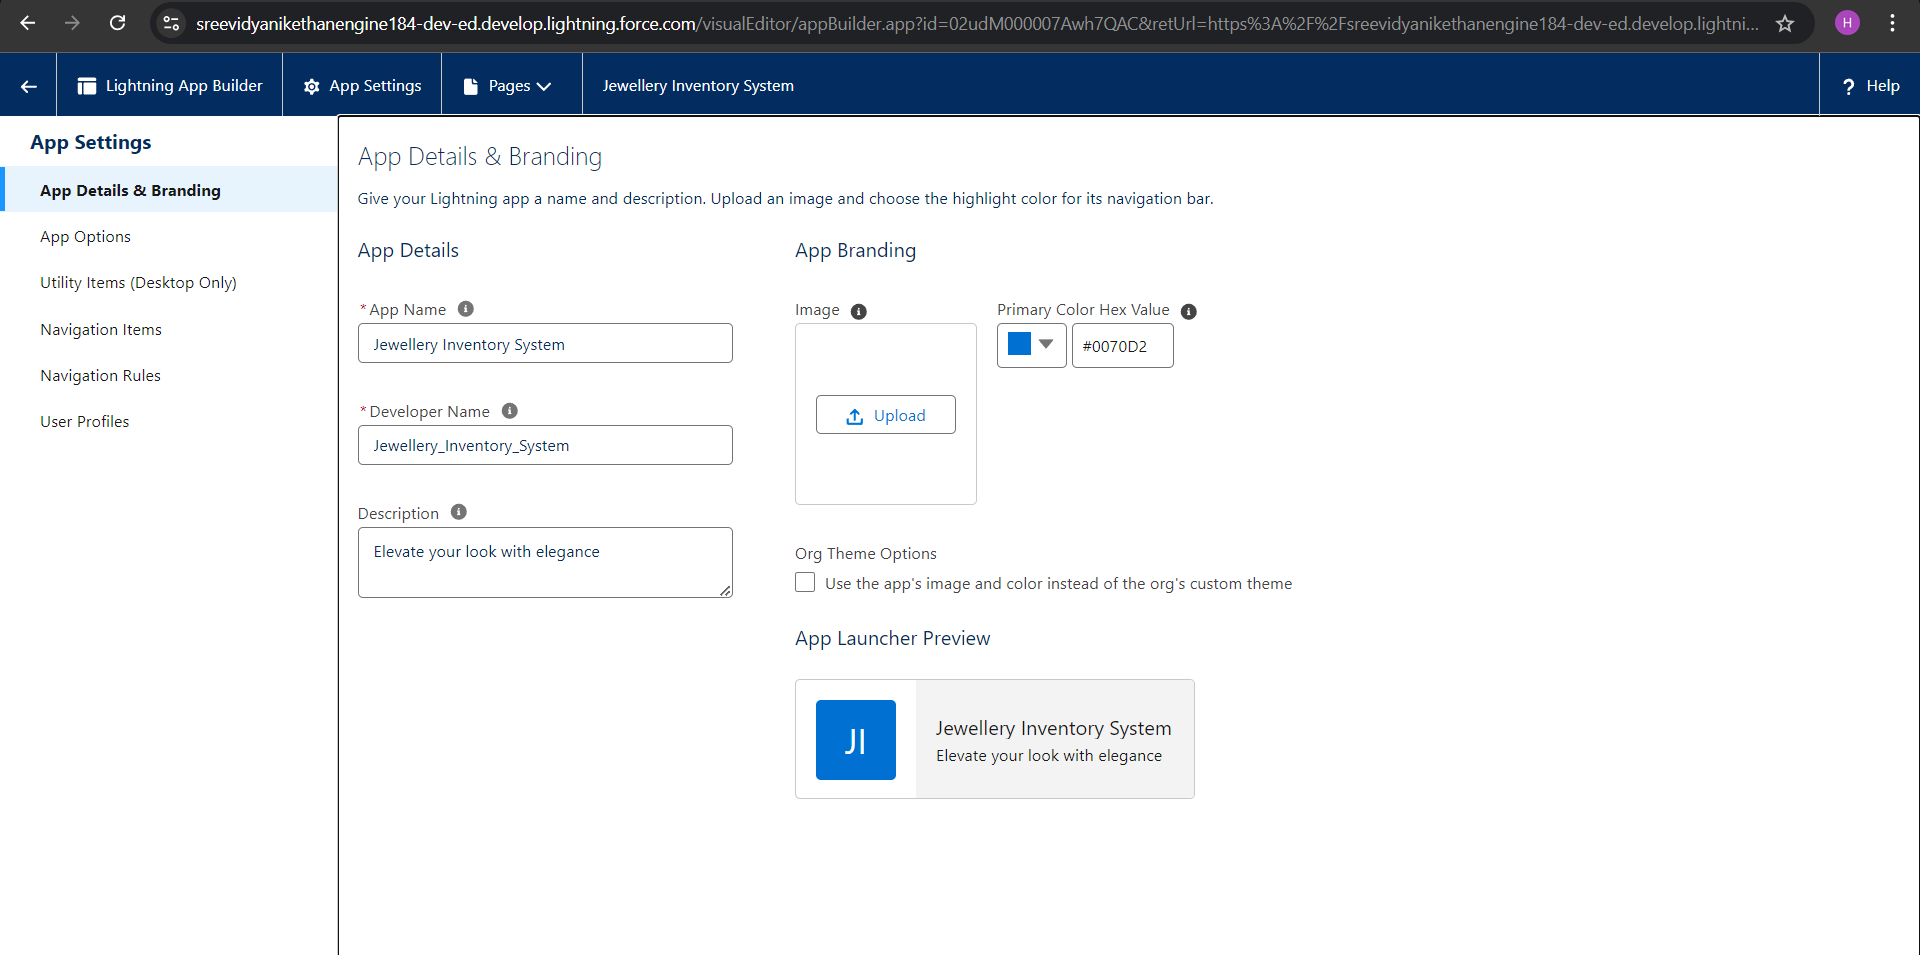 sreevidyanikethanengine184-dev-ed.develop.lightning.force.com/visualEditor/appBuilder.app?id=02udM000007Awh7QAC&retUrl=https%3A%2F%2Fsreevidyanikethanengine184-dev-ed.develop.lightni...
H
Lightning App Builder
App Settings
Pages
Jewellery Inventory System
? Help
App Settings
App Details & Branding
App Options
Utility Items (Desktop Only)
Navigation Items
Navigation Rules
User Profiles
App Details & Branding
Give your Lightning app a name and description. Upload an image and choose the highlight color for its navigation bar.
App Details
*App Name
Jewellery Inventory System
*Developer Name
Jewellery_Inventory_System
Description
Elevate your look with elegance
App Branding
Image
Upload
Primary Color Hex Value
#0070D2
Org Theme Options
Use the app's image and color instead of the org's custom theme
App Launcher Preview
JI
Jewellery Inventory System
Elevate your look with elegance